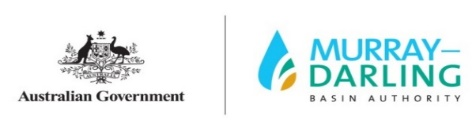 Australian Government
MURRAY–
DARLING
BASIN AUTHORITY